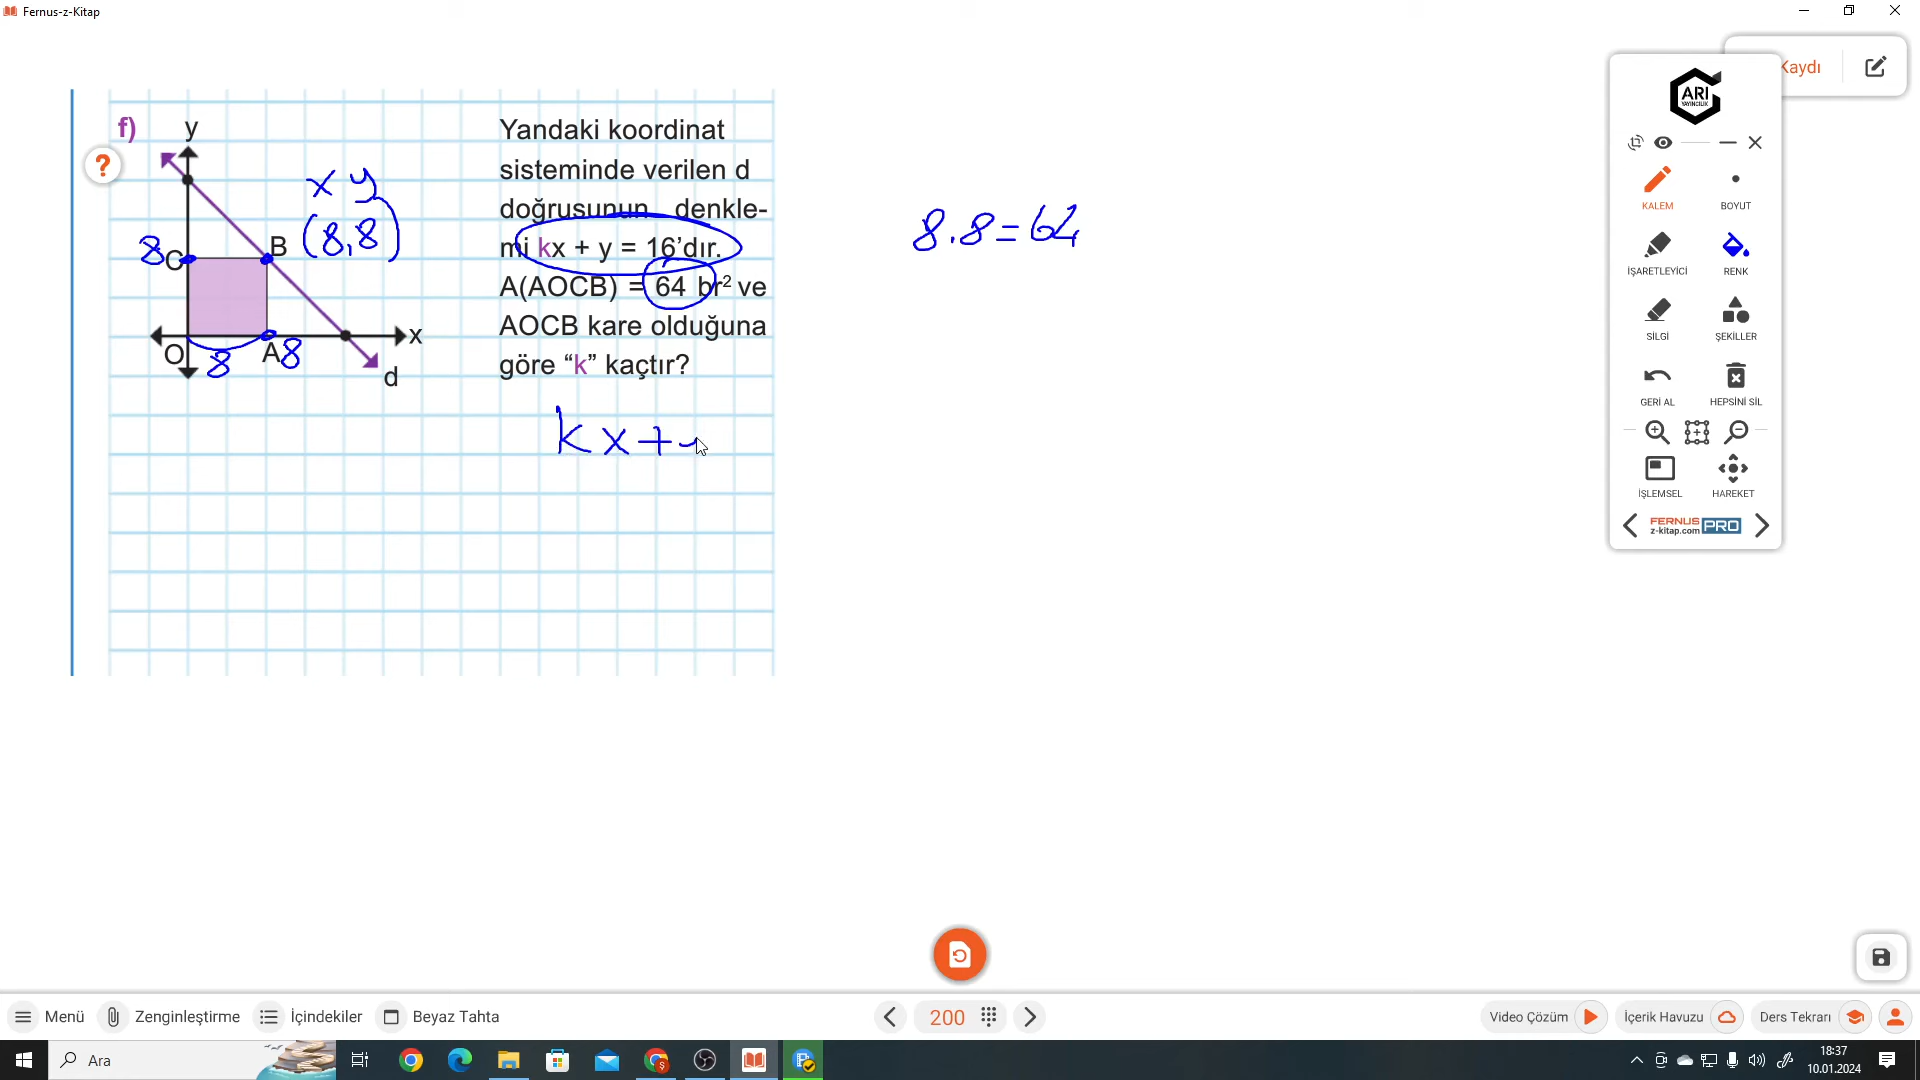 Fernus-z-Kitap
Kaydı
ARI
YAYINCILIK
KALEM
BOYUT
İŞARETLEYİCİ
RENK
SİLGİ
ŞEKİLLER
GERİ AL
HEPSİNİ SİL
İŞLEMSEL
HAREKET
FERNUS
z-kitap.com PRO
f)
y
?
x y
(8,8)
8
C
B
O
8
A
8
x
d
Yandaki koordinat
sisteminde verilen d
doğrusunun denkle-
mi kx + y = 16’dır.
A(AOCB) = 64 br² ve
AOCB kare olduğuna
göre “k” kaçtır?
kx+
8.8=64
Menü
Zenginleştirme
İçindekiler
Beyaz Tahta
200
Video Çözüm
İçerik Havuzu
Ders Tekrarı
Ara
18:37
10.01.2024